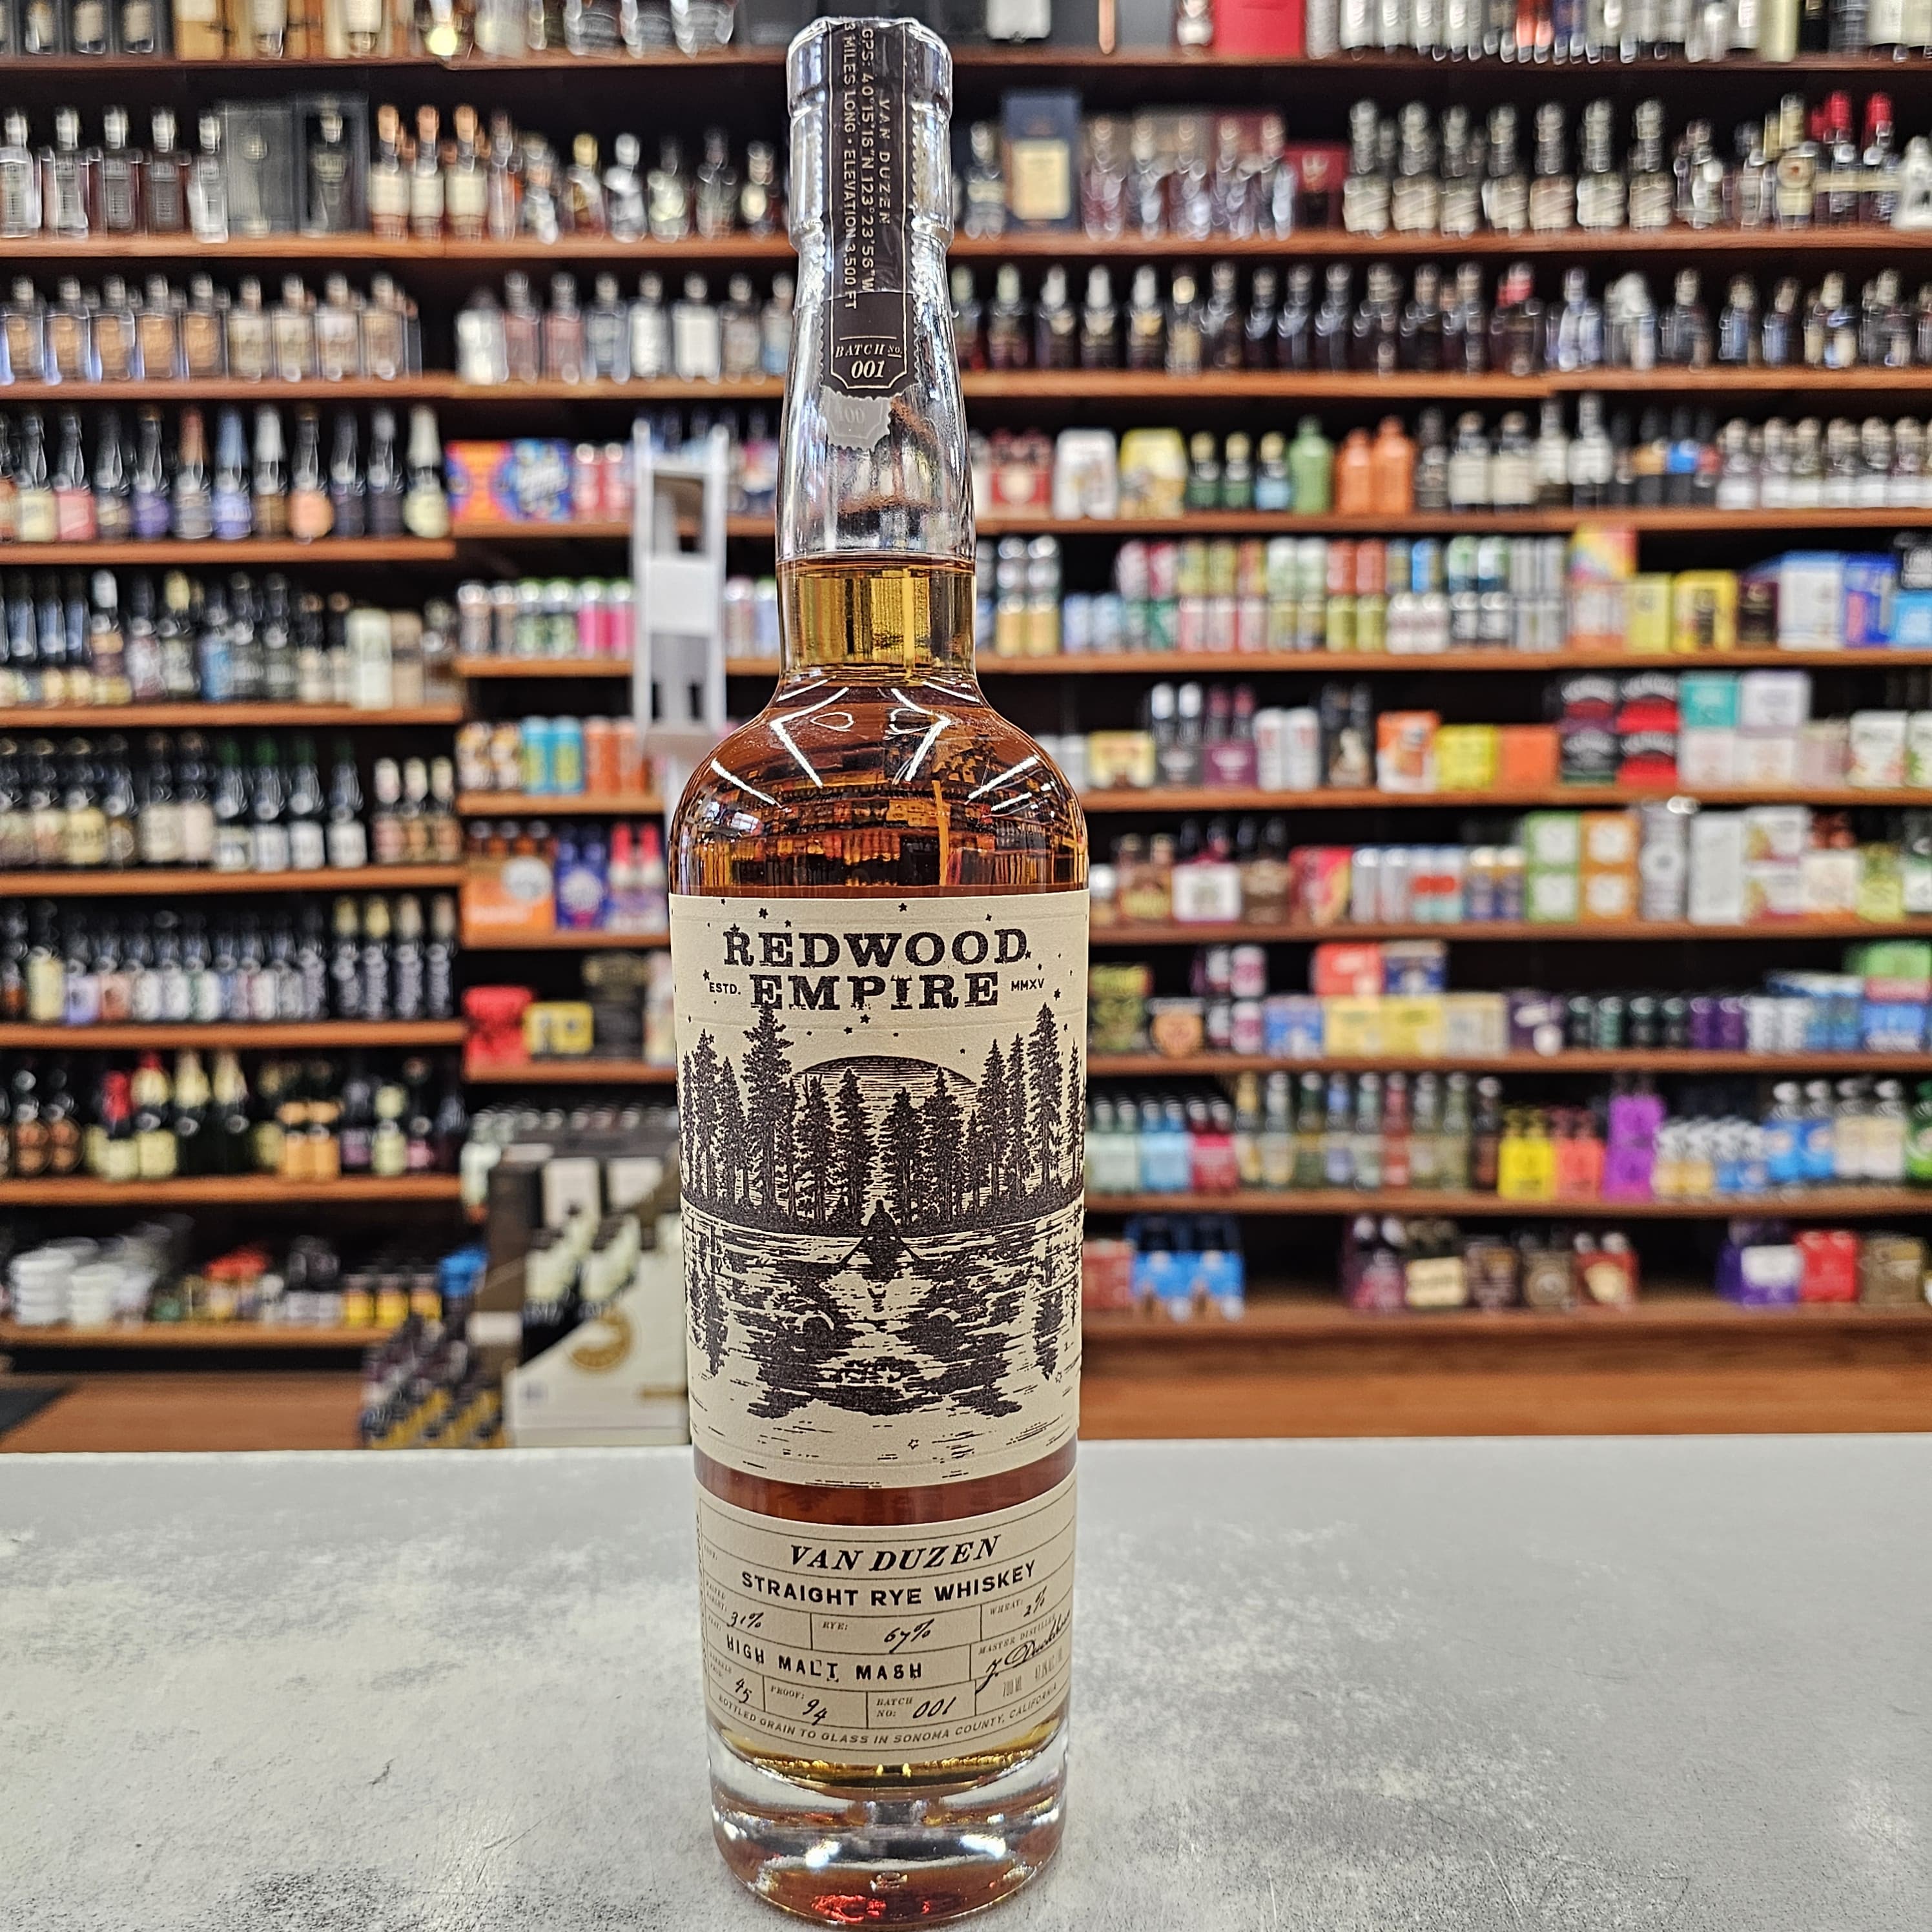 VAN DUZEN
GPS: 40°15'16"N 123°23'56"W
3 MILES LONG • ELEVATION 3,500 FT
BATCH NO.
001
REDWOOD
ESTD. EMPIRE MMXV
VAN DUZEN
STRAIGHT RYE WHISKEY
31% RYE: 67% WHEAT: 2%
HIGH MALT MASH
MASTER DISTILLER
45 PROOF: 94 BATCH NO: 001
BOTTLED GRAIN TO GLASS IN SONOMA COUNTY, CALIFORNIA